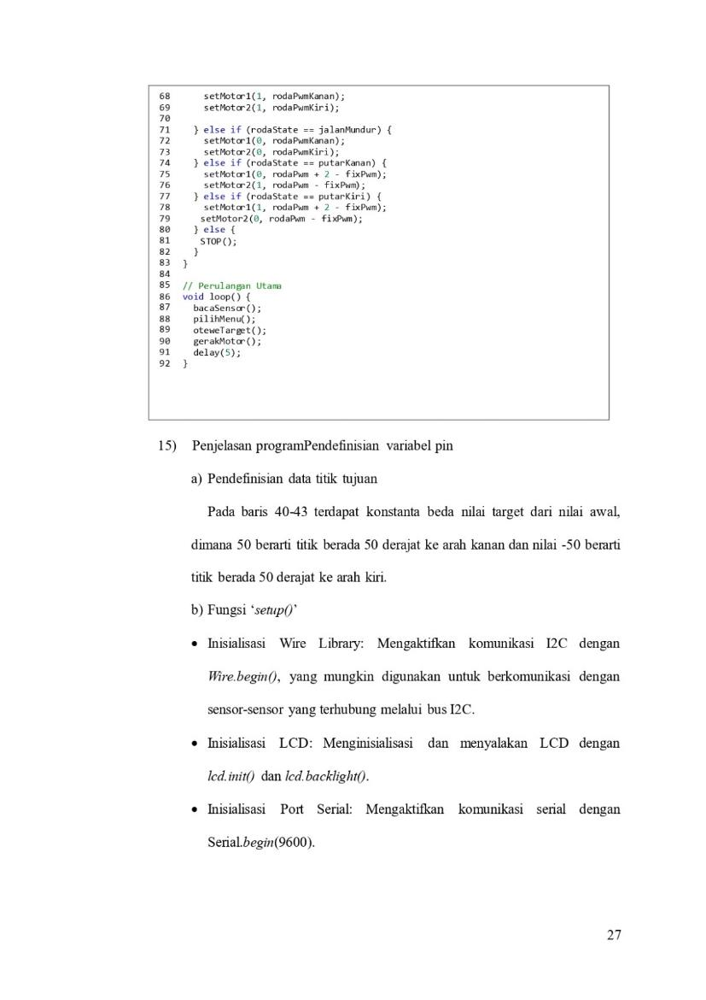 68 setMotor1(1, rodaPwmKanan);
69 setMotor2(1, rodaPwmKiri);
70
71 } else if (rodaState == jalanMundur) {
72 setMotor1(0, rodaPwmKanan);
73 setMotor2(0, rodaPwmKiri);
74 } else if (rodaState == putarKanan) {
75 setMotor1(0, rodaPwm + 2 - fixPwm);
76 setMotor2(1, rodaPwm - fixPwm);
77 } else if (rodaState == putarKiri) {
78 setMotor1(1, rodaPwm + 2 - fixPwm);
79 setMotor2(0, rodaPwm - fixPwm);
80 } else {
81 STOP();
82 }
83 }
84
85 // Perulangan Utama
86 void loop() {
87 bacaSensor();
88 pilihMenu();
89 oteweTarget();
90 gerakMotor();
91 delay(5);
92 }
15) Penjelasan programPendefinisian variabel pin
a) Pendefinisian data titik tujuan
Pada baris 40-43 terdapat konstanta beda nilai target dari nilai awal,
dimana 50 berarti titik berada 50 derajat ke arah kanan dan nilai -50 berarti
titik berada 50 derajat ke arah kiri.
b) Fungsi ‘setup()’
• Inisialisasi Wire Library: Mengaktifkan komunikasi I2C dengan
Wire.begin(), yang mungkin digunakan untuk berkomunikasi dengan
sensor-sensor yang terhubung melalui bus I2C.
• Inisialisasi LCD: Menginisialisasi dan menyalakan LCD dengan
lcd.init() dan lcd.backlight().
• Inisialisasi Port Serial: Mengaktifkan komunikasi serial dengan
Serial.begin(9600).
27